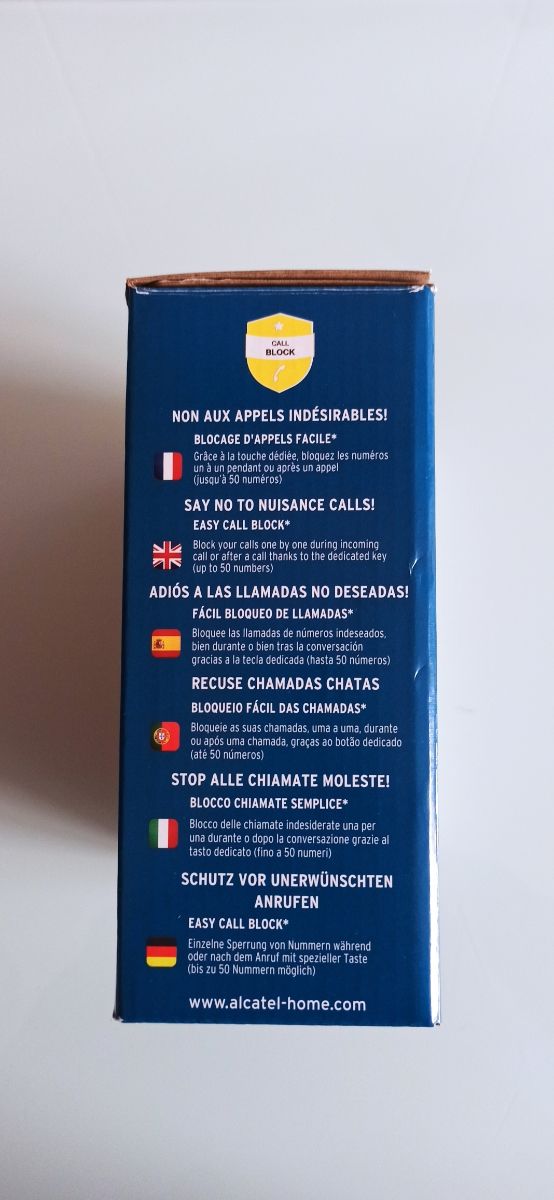 CALL
BLOCK
NON AUX APPELS INDÉSIRABLES!
BLOCAGE D'APPELS FACILE*
Grâce à la touche dédiée, bloquez les numéros
un à un pendant ou après un appel
(jusqu'à 50 numéros)
SAY NO TO NUISANCE CALLS!
EASY CALL BLOCK*
Block your calls one by one during incoming
call or after a call thanks to the dedicated key
(up to 50 numbers)
ADIÓS A LAS LLAMADAS NO DESEADAS!
FÁCIL BLOQUEO DE LLAMADAS*
Bloquee las llamadas de números indeseados,
bien durante o bien tras la conversación
gracias a la tecla dedicada (hasta 50 números)
RECUSE CHAMADAS CHATAS
BLOQUEIO FÁCIL DAS CHAMADAS*
Bloqueie as suas chamadas, uma a uma, durante
ou após uma chamada, graças ao botão dedicado
(até 50 números)
STOP ALLE CHIAMATE MOLESTE!
BLOCCO CHIAMATE SEMPLICE*
Blocco delle chiamate indesiderate una per
una durante o dopo la conversazione grazie al
tasto dedicato (fino a 50 numeri)
SCHUTZ VOR UNERWÜNSCHTEN
ANRUFEN
EASY CALL BLOCK*
Einzelne Sperrung von Nummern während
oder nach dem Anruf mit spezieller Taste
(bis zu 50 Nummern möglich)
www.alcatel-home.com